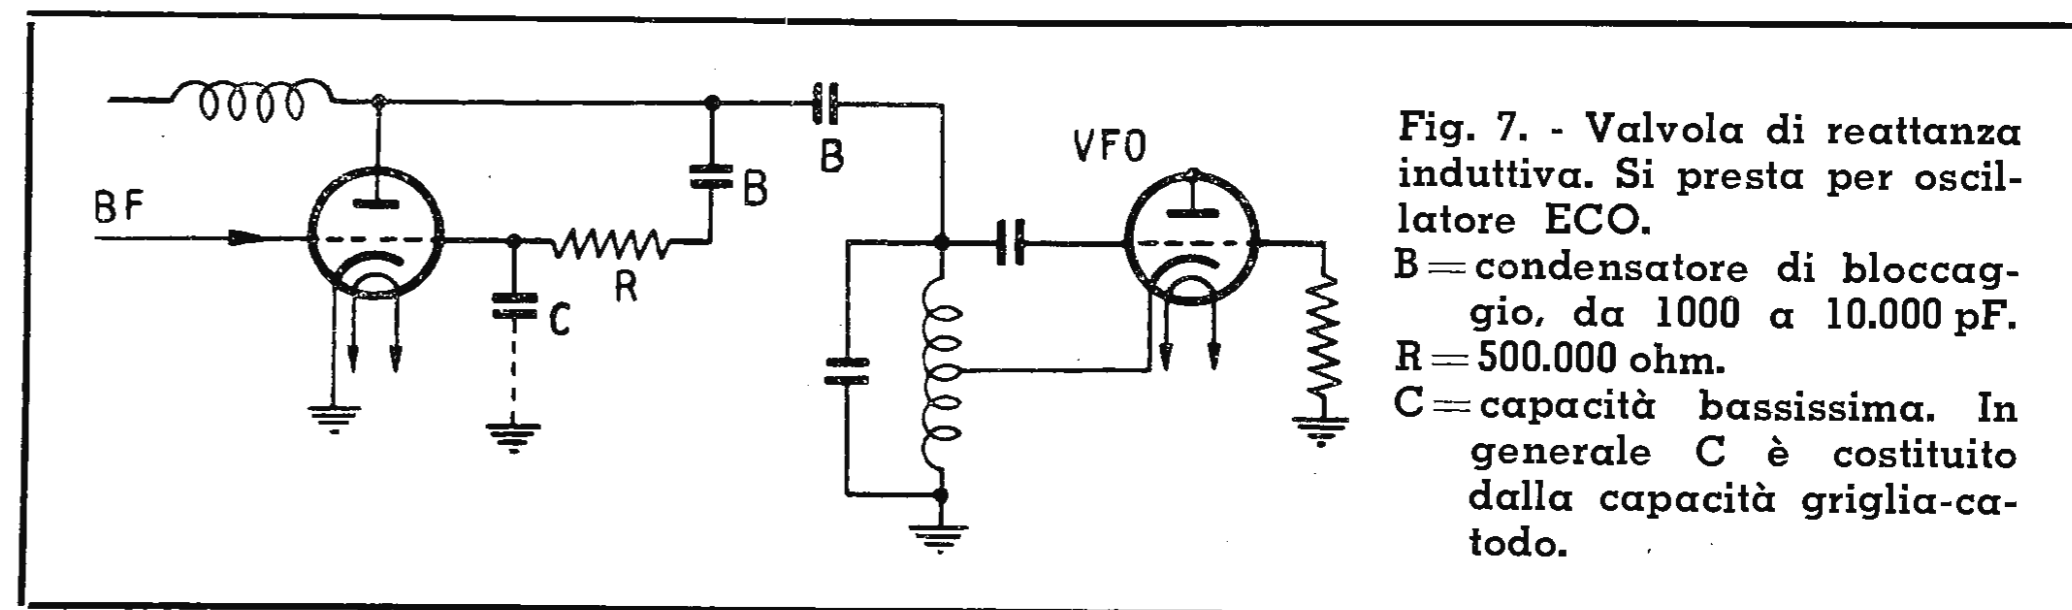 BF
B
B
R
C
VFO
Fig. 7. - Valvola di reattanza
induttiva. Si presta per oscil-
latore ECO.
B = condensatore di bloccag-
gio, da 1000 a 10.000 pF.
R = 500.000 ohm.
C = capacità bassissima. In
generale C è costituito
dalla capacità griglia-ca-
todo.